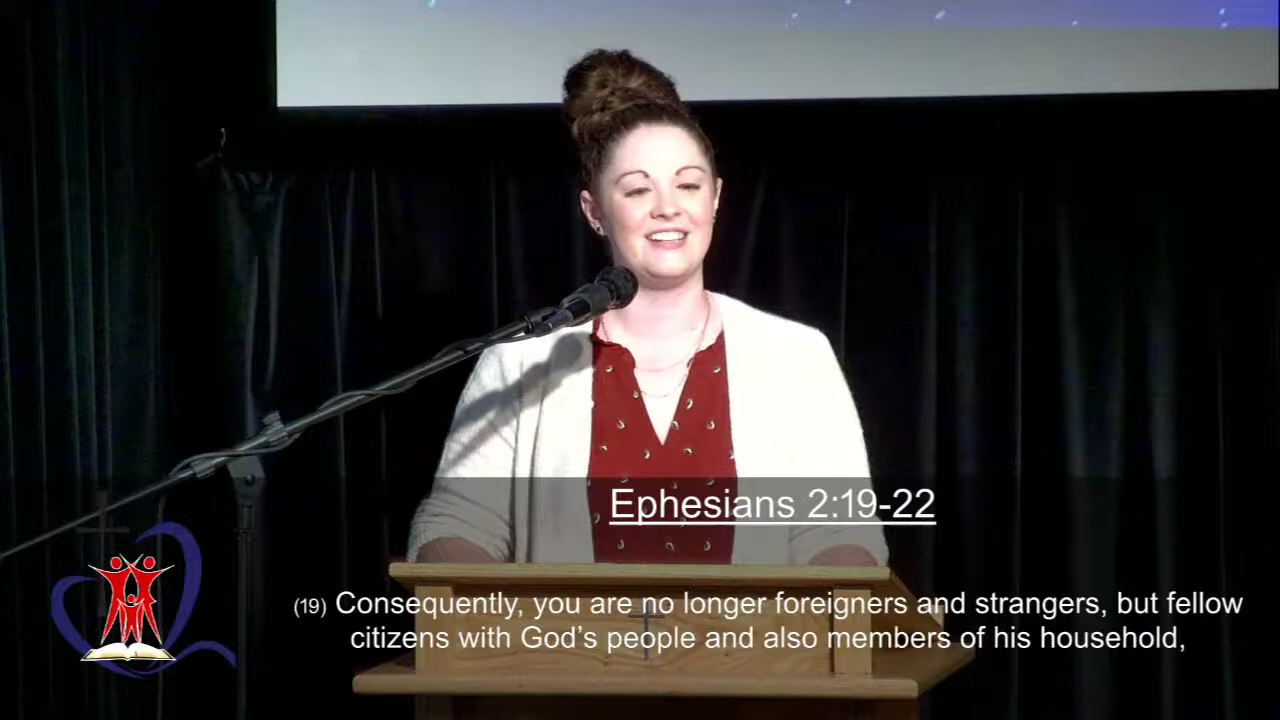 Ephesians 2:19-22
(19) Consequently, you are no longer foreigners and strangers, but fellow
citizens with God’s people and also members of his household,